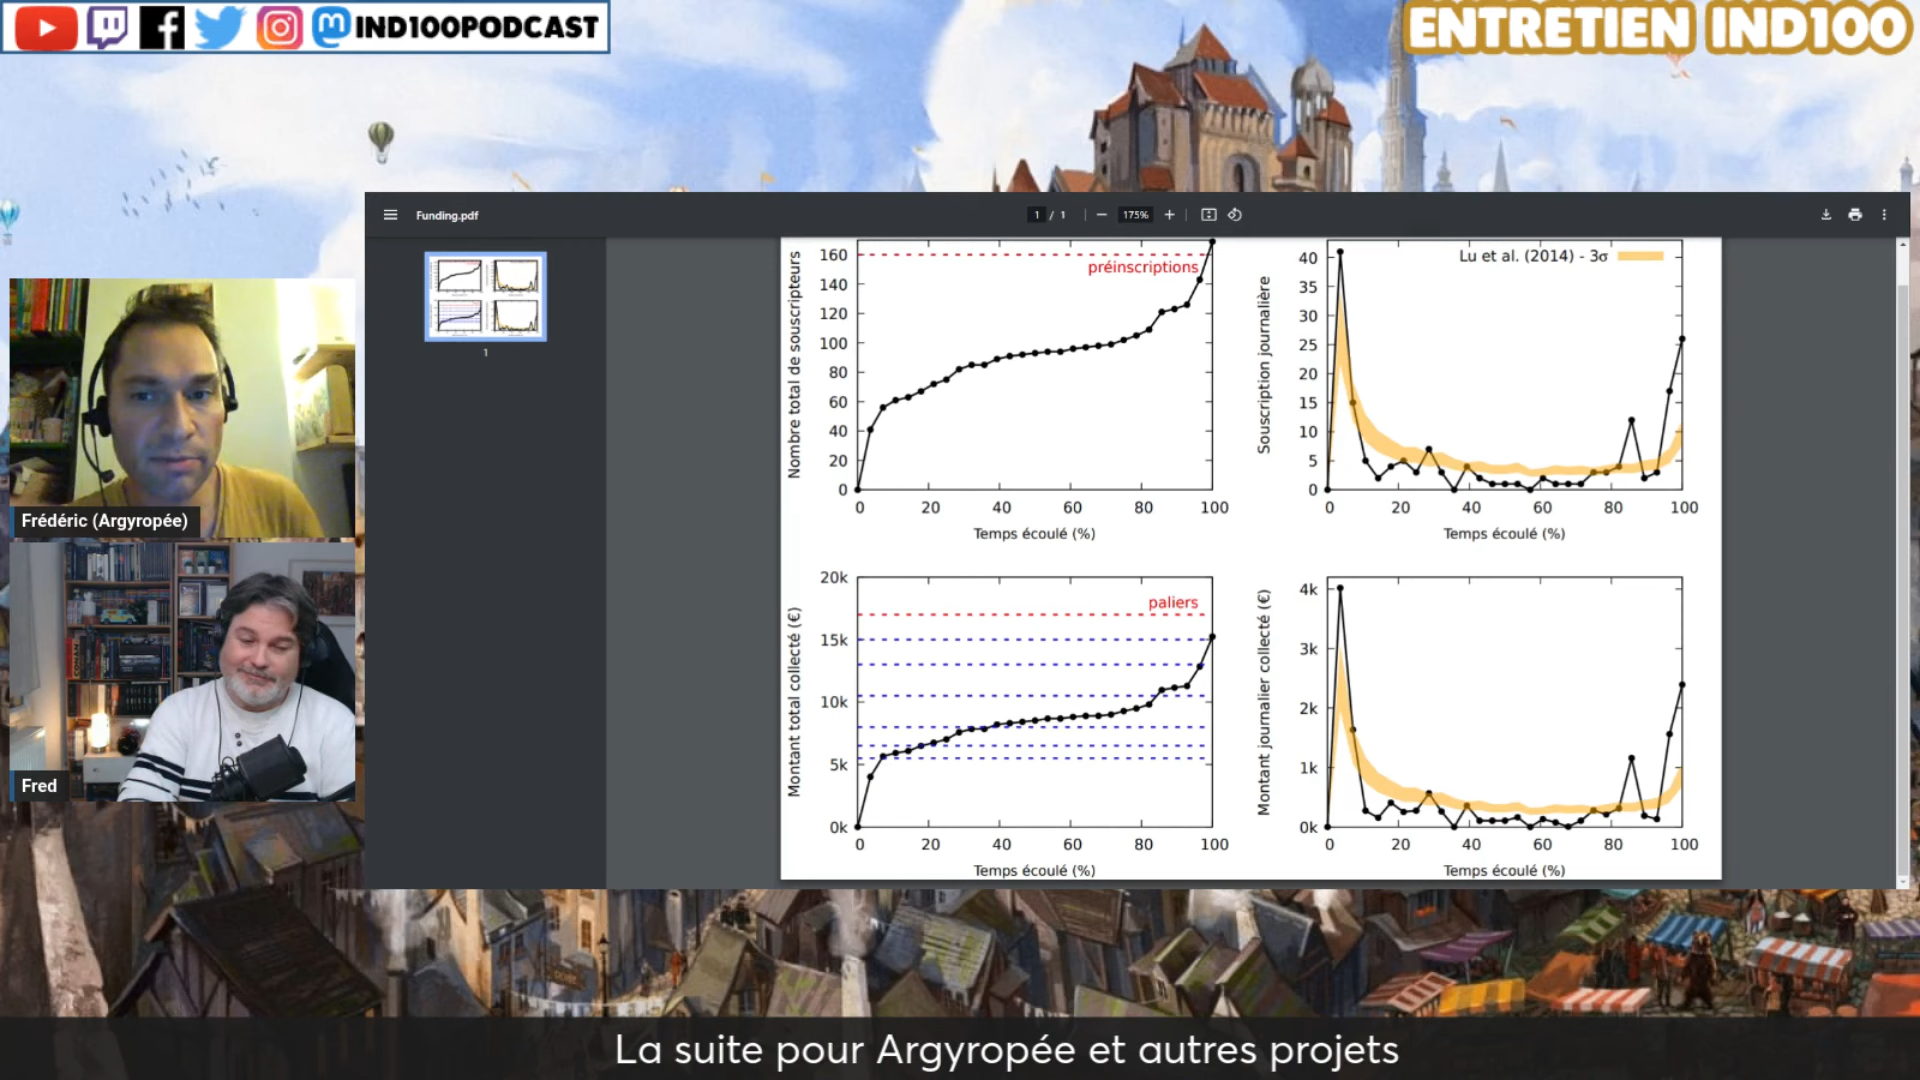 IND100PODCAST
ENTRETIEN IND100
Funding.pdf
1 / 1
175%
1
Nombre total de souscripteurs
160
140
120
100
80
60
40
20
0
préinscriptions
0 20 40 60 80 100
Temps écoulé (%)
Souscription journalière
40
35
30
25
20
15
10
5
0
Lu et al. (2014) - 3σ
0 20 40 60 80 100
Temps écoulé (%)
Montant total collecté (€)
20k
15k
10k
5k
0k
paliers
0 20 40 60 80 100
Temps écoulé (%)
Montant journalier collecté (€)
4k
3k
2k
1k
0k
0 20 40 60 80 100
Temps écoulé (%)
Frédéric (Argyropée)
Fred
La suite pour Argyropée et autres projets